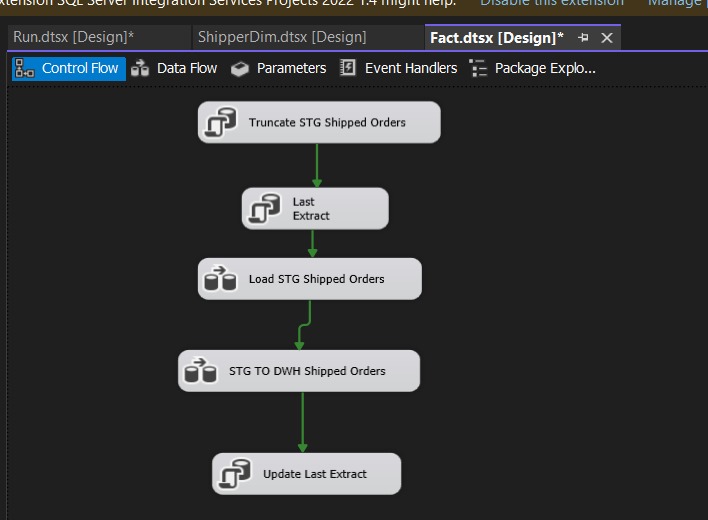 xtension SQL Server Integration Services Projects 2022 1.4 might help. Disable this extension Manage
Run.dtsx [Design]* ShipperDim.dtsx [Design] Fact.dtsx [Design]*
Control Flow Data Flow Parameters Event Handlers Package Explo...
Truncate STG Shipped Orders
Last
Extract
Load STG Shipped Orders
STG TO DWH Shipped Orders
Update Last Extract